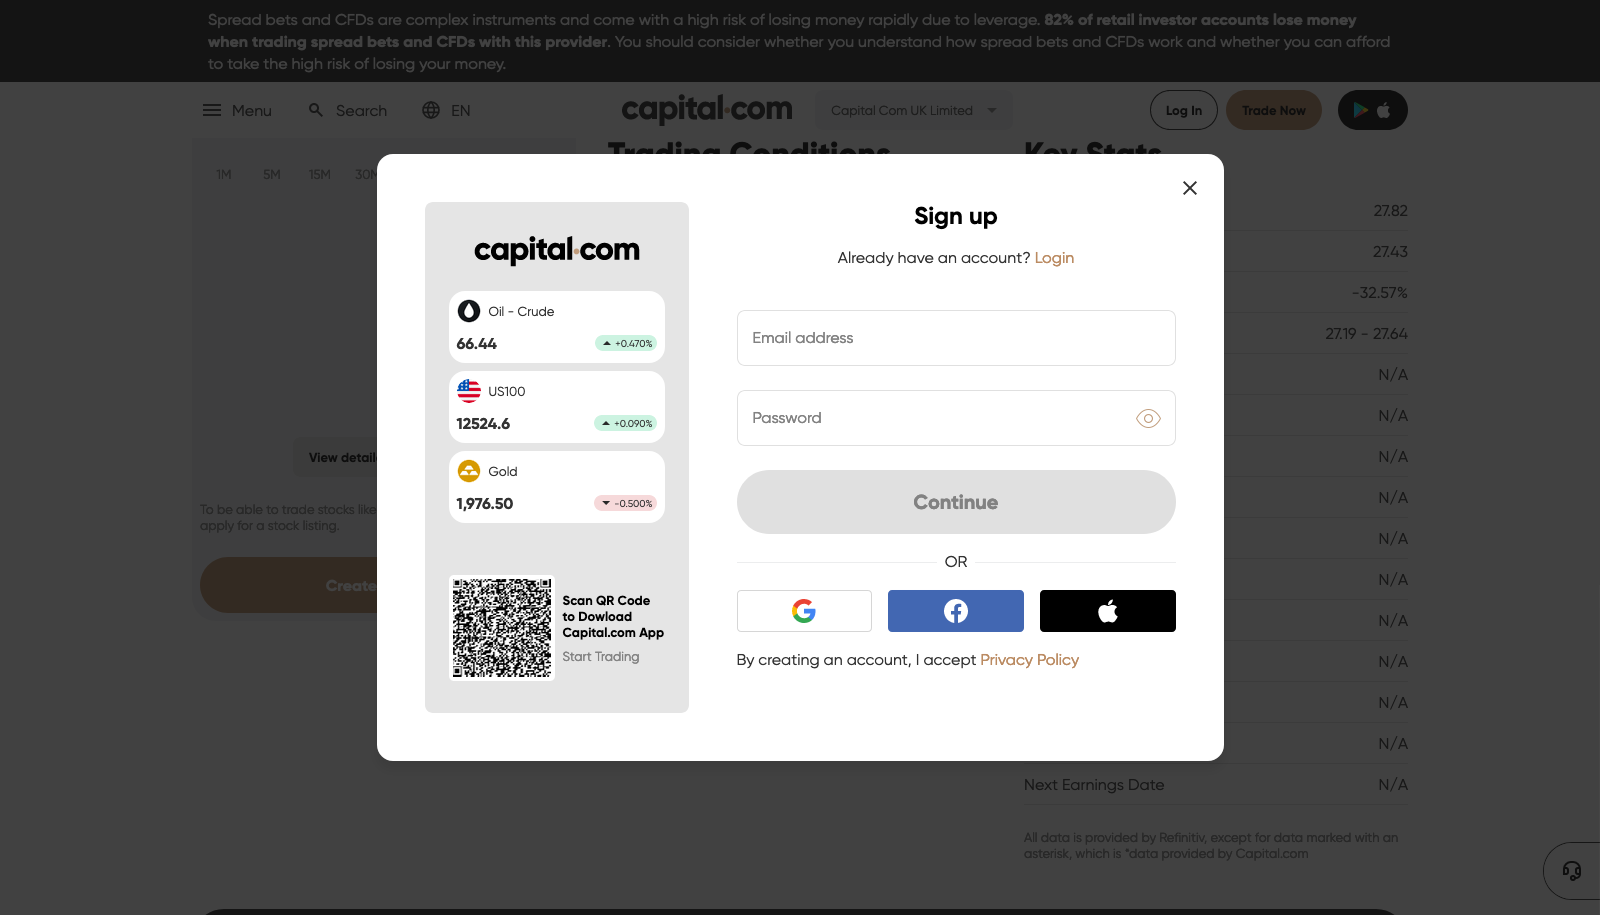 Spread bets and CFDs are complex instruments and come with a high risk of losing money rapidly due to leverage. 82% of retail investor accounts lose money
when trading spread bets and CFDs with this provider. You should consider whether you understand how spread bets and CFDs work and whether you can afford
to take the high risk of losing your money.
Menu
Search
EN
capital.com
Capital Com UK Limited
Log In
Trade Now
Trading Conditions
Key Stats
1M
5M
15M
30M
27.82
27.43
-32.57%
27.19 - 27.64
N/A
N/A
N/A
N/A
N/A
N/A
N/A
N/A
N/A
N/A
Next Earnings Date
N/A
All data is provided by Refinitiv, except for data marked with an
asterisk, which is *data provided by Capital.com
View detail
To be able to trade stocks like
apply for a stock listing.
Create
capital.com
Oil - Crude
66.44
+0.470%
US100
12524.6
+0.090%
Gold
1,976.50
-0.500%
Scan QR Code
to Dowload
Capital.com App
Start Trading
Sign up
Already have an account? Login
Email address
Password
Continue
OR
By creating an account, I accept Privacy Policy